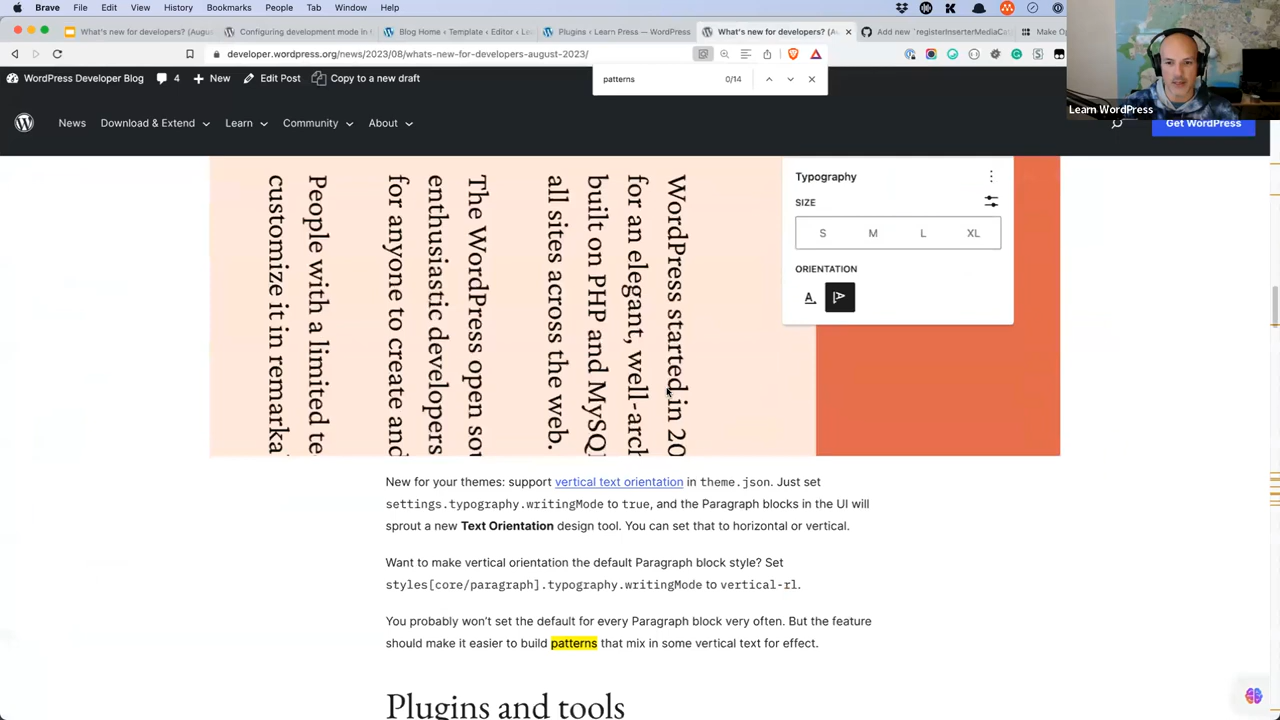 Brave File Edit View History Bookmarks People Tab Window Help
What's new for developers? (Augu
Configuring development mode in
Blog Home ‹ Template ‹ Editor ‹ Le
Plugins ‹ Learn Press — WordPress
What's new for developers? (
Add new `registerInserterMediaCat
Make Op
developer.wordpress.org/news/2023/08/whats-new-for-developers-august-2023/
patterns 0/14
WordPress Developer Blog 4 New Edit Post Copy to a new draft
Learn WordPress
News Download & Extend Learn Community About Get WordPress
WordPress started in 20
for an elegant, well-arch
built on PHP and MySQ
all sites across the web.
The WordPress open sou
enthusiastic developers
for anyone to create and
People with a limited te
customize it in remarka
Typography
SIZE
S M L XL
ORIENTATION
New for your themes: support vertical text orientation in theme.json. Just set
settings.typography.writingMode to true, and the Paragraph blocks in the UI will
sprout a new Text Orientation design tool. You can set that to horizontal or vertical.
Want to make vertical orientation the default Paragraph block style? Set
styles[core/paragraph].typography.writingMode to vertical-rl.
You probably won't set the default for every Paragraph block very often. But the feature
should make it easier to build patterns that mix in some vertical text for effect.
Plugins and tools